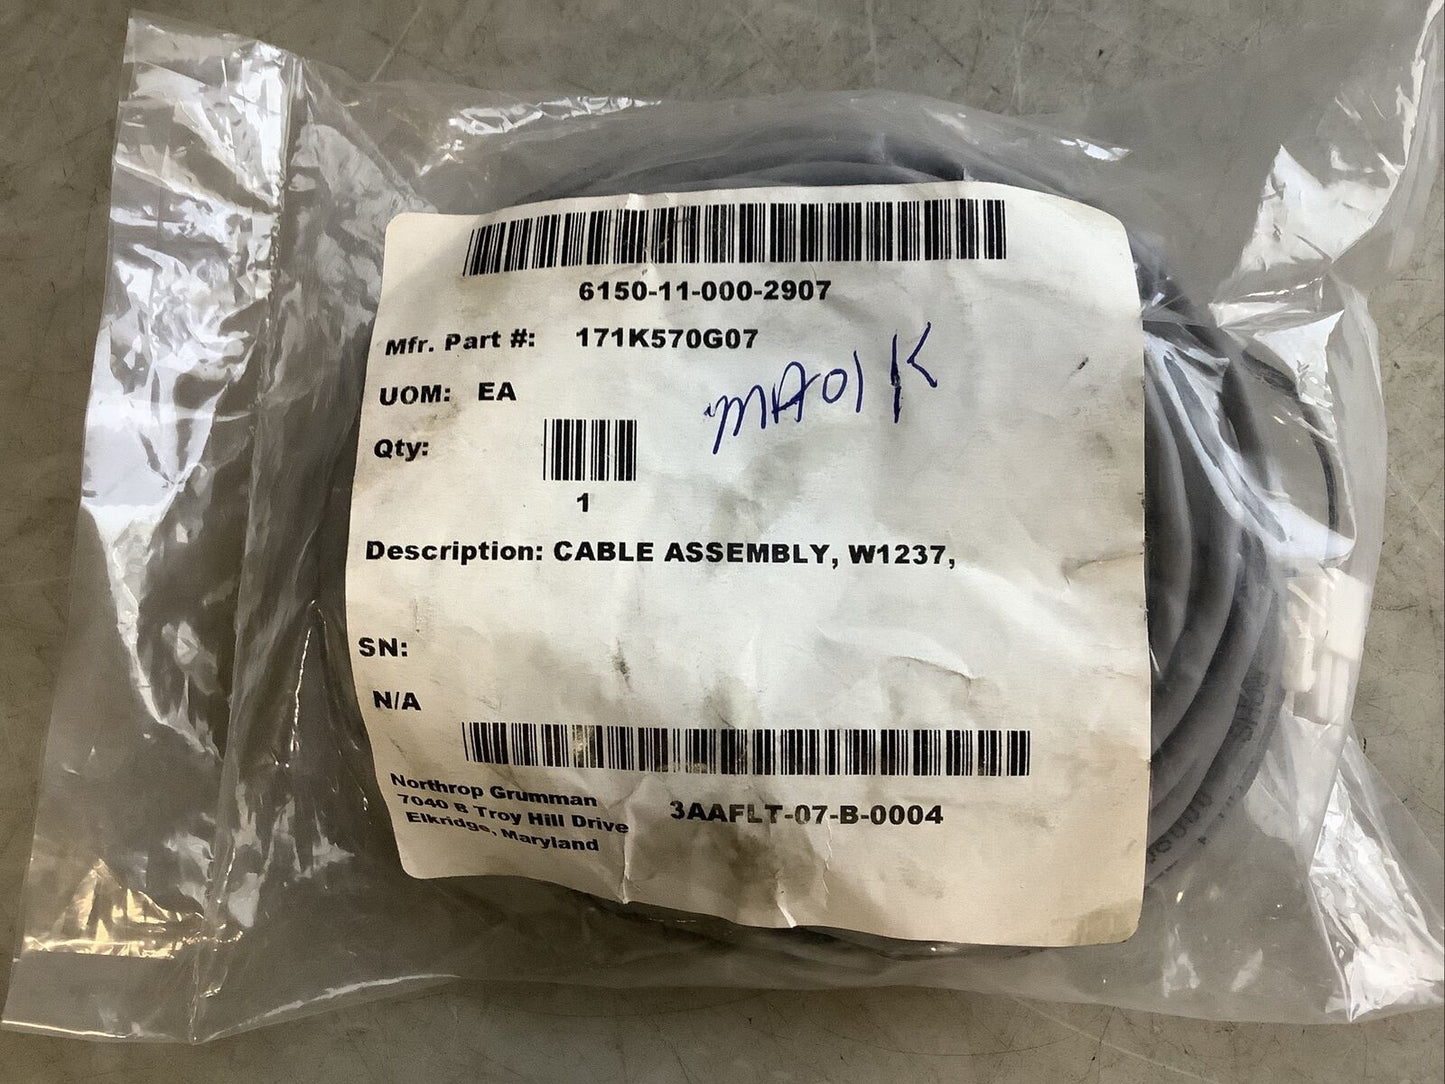 6150-11-000-2907
Mfr. Part #: 171K570G07
MA01K
UOM: EA
Qty:
1
Description: CABLE ASSEMBLY, W1237,
SN:
N/A
Northrop Grumman
7040 B Troy Hill Drive
Elkridge, Maryland
3AAFLT-07-B-0004